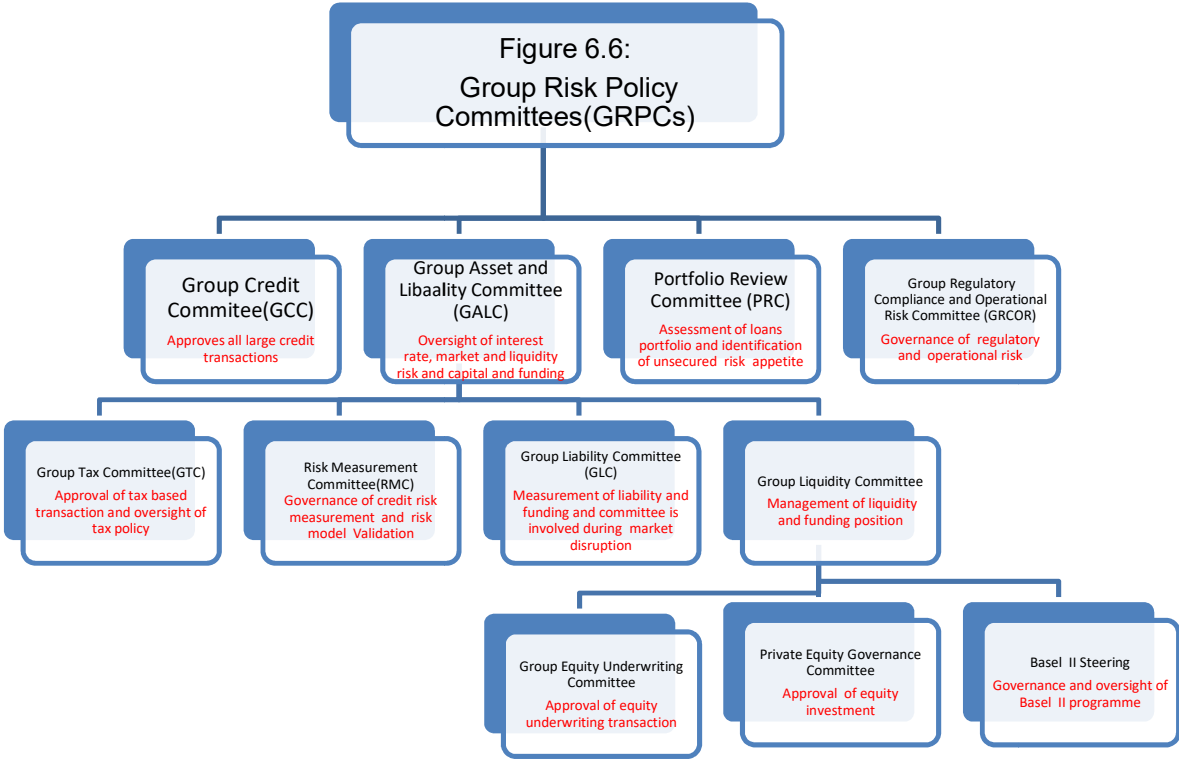 Figure 6.6:
Group Risk Policy
Committees(GRPCs)
Group Credit
Commitee(GCC)
Approves all large credit
transactions
Group Asset and
Libaality Committee
(GALC)
Oversight of interest
rate, market and liquidity
risk and capital and funding
Portfolio Review
Committee (PRC)
Assessment of loans
portfolio and identification
of unsecured risk appetite
Group Regulatory
Compliance and Operational
Risk Committee (GRCOR)
Governance of regulatory
and operational risk
Group Tax Committee(GTC)
Approval of tax based
transaction and oversight of
tax policy
Risk Measurement
Committee(RMC)
Governance of credit risk
measurement and risk
model Validation
Group Liability Committee
(GLC)
Measurement of liability and
funding and committee is
involved during market
disruption
Group Liquidity Committee
Management of liquidity
and funding position
Group Equity Underwriting
Committee
Approval of equity
underwriting transaction
Private Equity Governance
Committee
Approval of equity
investment
Basel II Steering
Governance and oversight of
Basel II programme